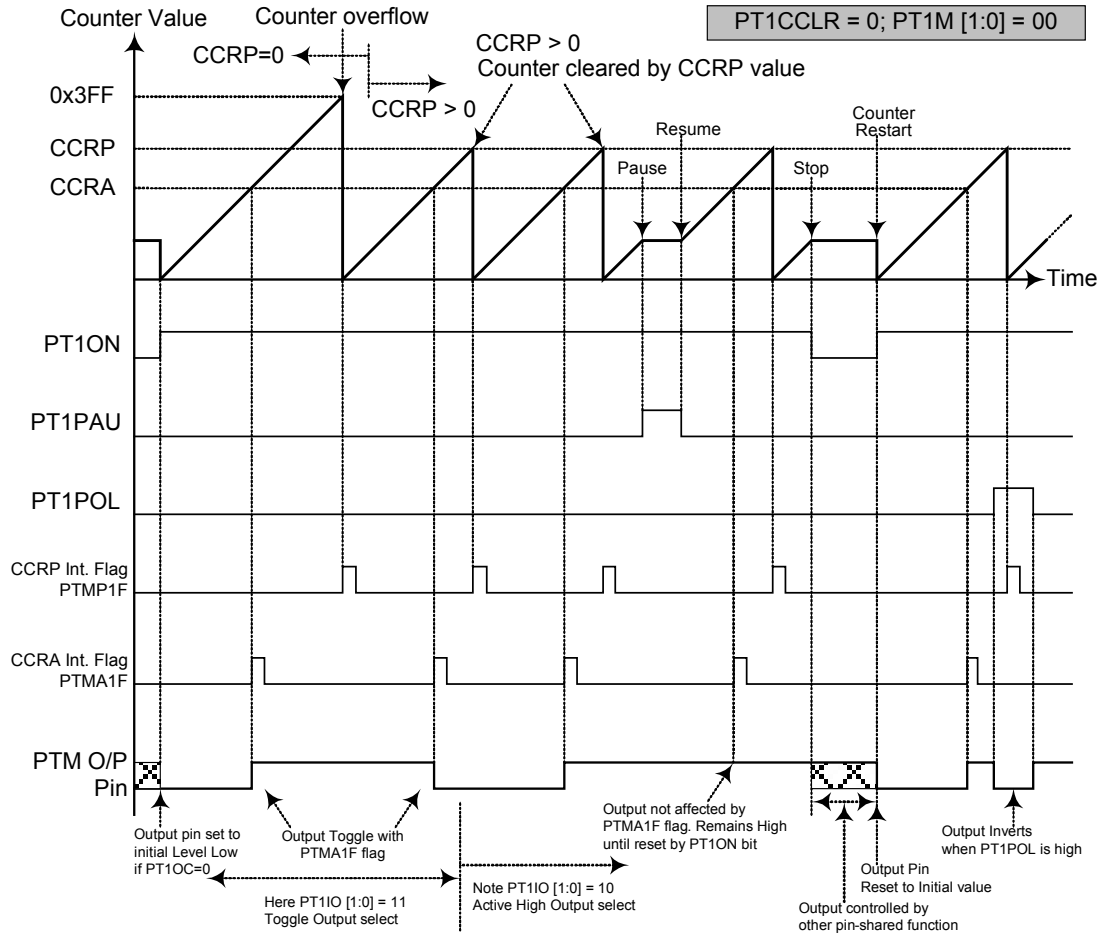 Counter Value
Counter overflow
PT1CCLR = 0; PT1M [1:0] = 00
CCRP=0
CCRP > 0
CCRP > 0
Counter cleared by CCRP value
0x3FF
CCRP
CCRA
Pause
Resume
Stop
Counter
Restart
Time
PT1ON
PT1PAU
PT1POL
CCRP Int. Flag
PTMP1F
CCRA Int. Flag
PTMA1F
PTM O/P
Pin
Output pin set to
initial Level Low
if PT1OC=0
Output Toggle with
PTMA1F flag
Here PT1IO [1:0] = 11
Toggle Output select
Note PT1IO [1:0] = 10
Active High Output select
Output not affected by
PTMA1F flag. Remains High
until reset by PT1ON bit
Output controlled by
other pin-shared function
Output Pin
Reset to Initial value
Output Inverts
when PT1POL is high